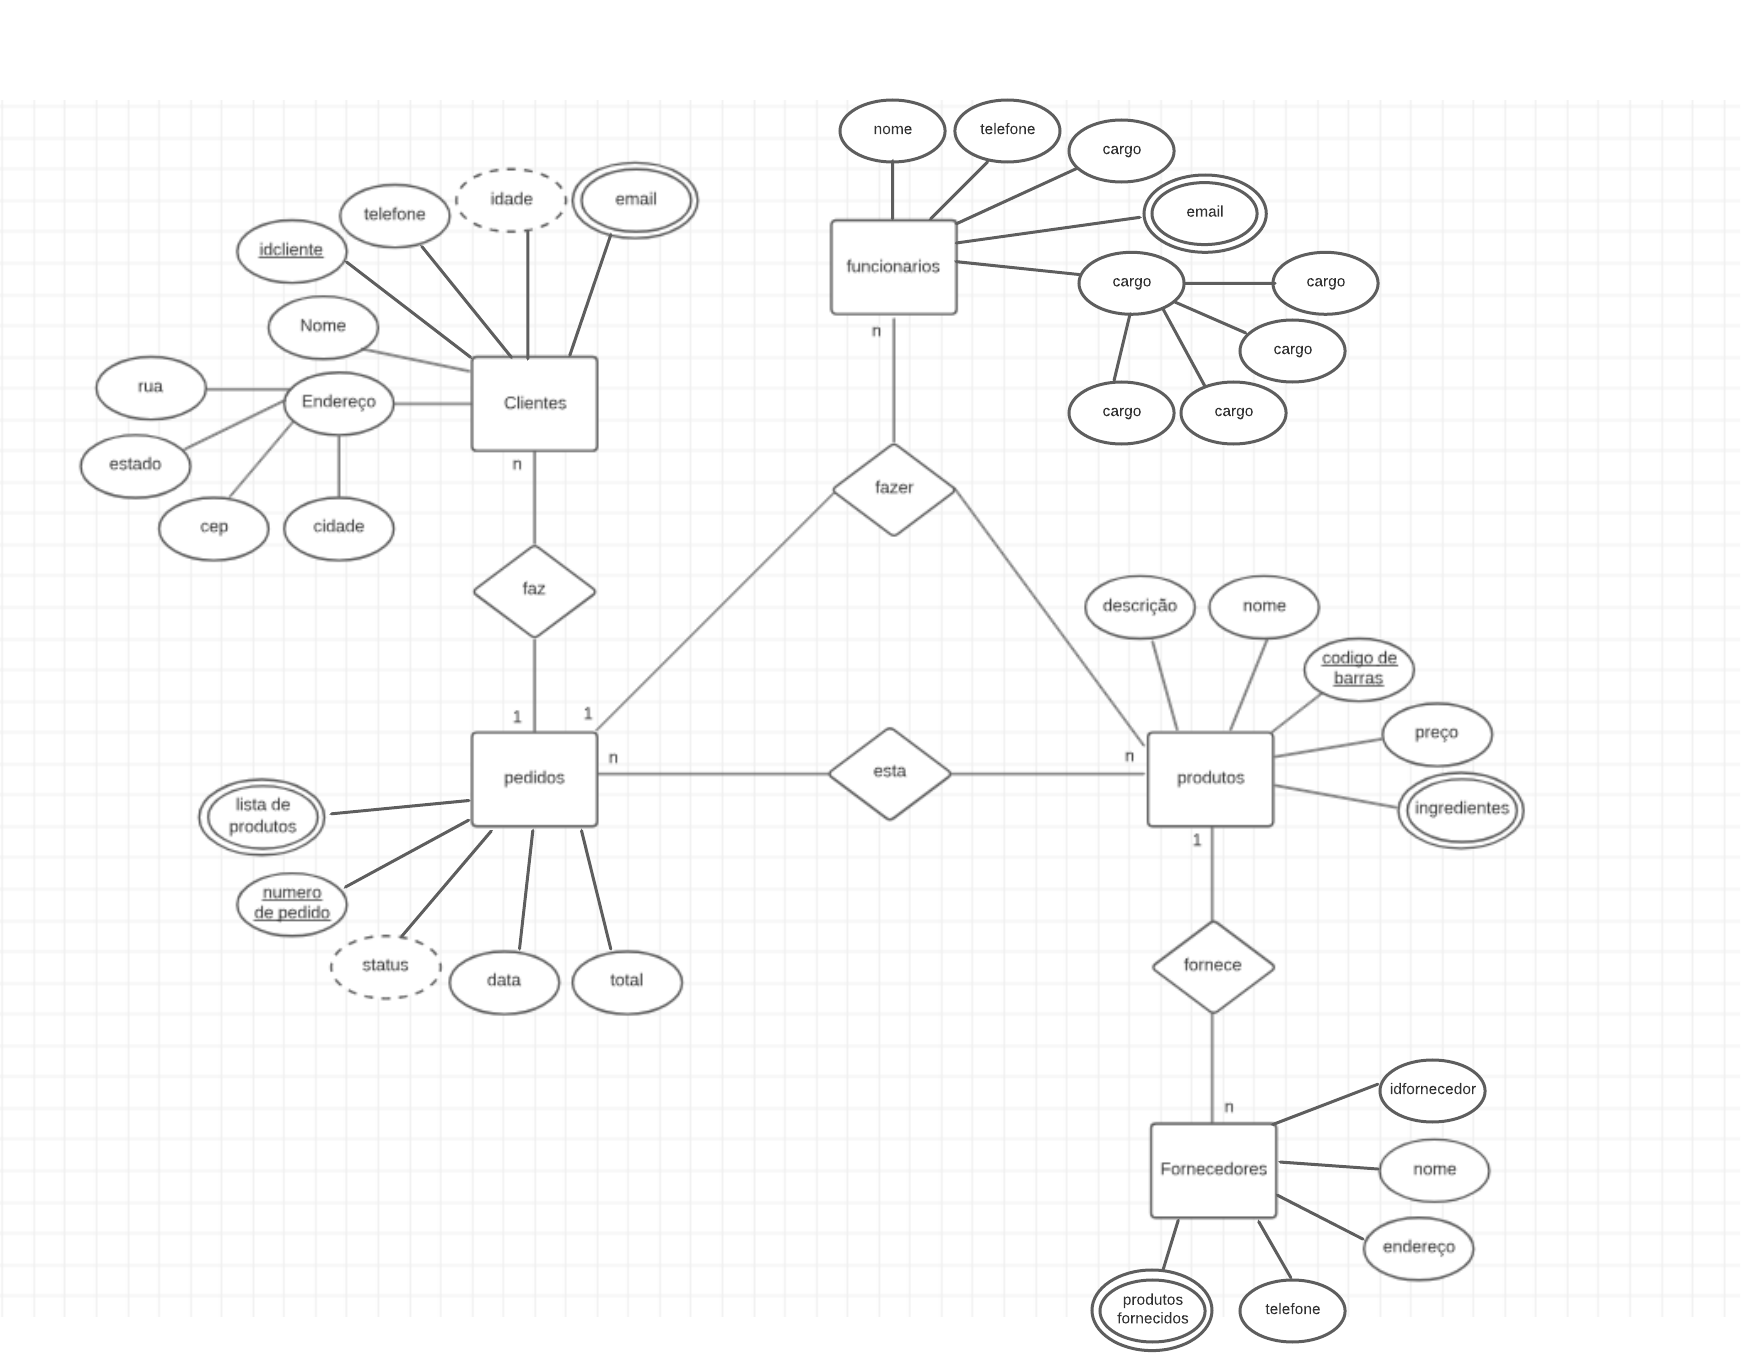 nome
telefone
cargo
email
cargo
cargo
cargo
cargo
cargo
funcionarios
n
idade
email
telefone
idcliente
Nome
rua
Endereço
Clientes
estado
cep
cidade
n
faz
fazer
1
1
n
pedidos
esta
n
descrição
nome
codigo de
barras
preço
produtos
ingredientes
1
lista de
produtos
numero
de pedido
status
data
total
fornece
n
Fornecedores
idfornecedor
nome
endereço
produtos
fornecidos
telefone